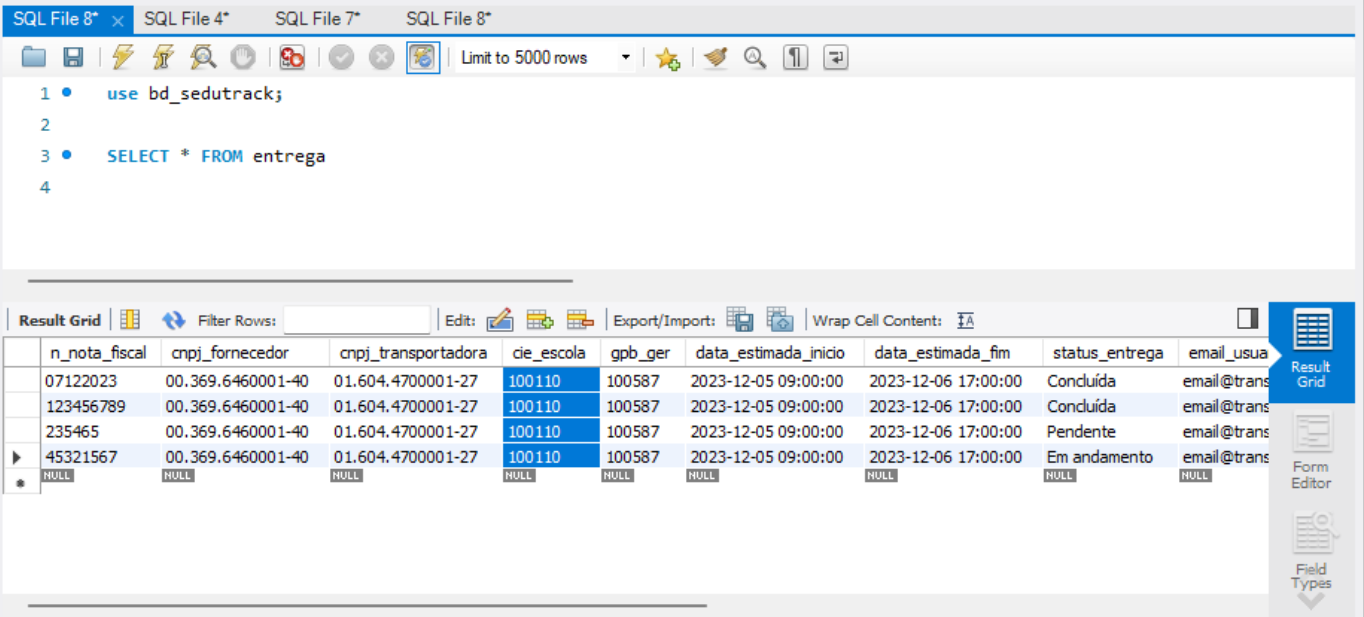 SQL File 8* SQL File 4* SQL File 7* SQL File 8*
Limit to 5000 rows
1 use bd_sedutrack;
2
3 SELECT * FROM entrega
4
Result Grid Filter Rows: Edit: Export/Import: Wrap Cell Content:
n_nota_fiscal cnpj_fornecedor cnpj_transportadora cie_escola gpb_ger data_estimada_inicio data_estimada_fim status_entrega email_usua
07122023 00.369.6460001-40 01.604.4700001-27 100110 100587 2023-12-05 09:00:00 2023-12-06 17:00:00 Concluída email@trans
123456789 00.369.6460001-40 01.604.4700001-27 100110 100587 2023-12-05 09:00:00 2023-12-06 17:00:00 Concluída email@trans
235465 00.369.6460001-40 01.604.4700001-27 100110 100587 2023-12-05 09:00:00 2023-12-06 17:00:00 Pendente email@trans
45321567 00.369.6460001-40 01.604.4700001-27 100110 100587 2023-12-05 09:00:00 2023-12-06 17:00:00 Em andamento email@trans
NULL NULL NULL NULL NULL NULL NULL NULL NULL
Result
Grid
Form
Editor
Field
Types